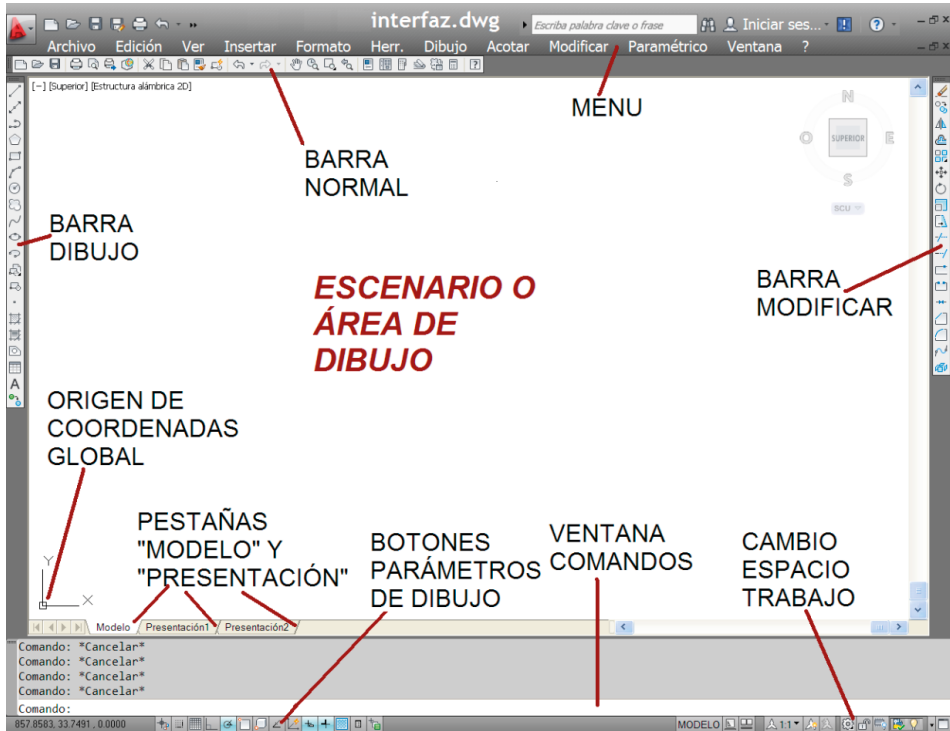 interfaz.dwg
Escriba palabra clave o frase
Iniciar ses...
?
Archivo Edición Ver Insertar Formato Herr. Dibujo Acotar Modificar Paramétrico Ventana ?
[−] [Superior] [Estructura alámbrica 2D]
MENU
N
O
SUPERIOR
E
S
SCU
BARRA
NORMAL
BARRA
DIBUJO
ESCENARIO O
ÁREA DE
DIBUJO
BARRA
MODIFICAR
A
ORIGEN DE
COORDENADAS
GLOBAL
PESTAÑAS
"MODELO" Y
"PRESENTACIÓN"
BOTONES
PARÁMETROS
DE DIBUJO
VENTANA
COMANDOS
CAMBIO
ESPACIO
TRABAJO
Y
X
Modelo Presentación1 Presentación2
Comando: *Cancelar*
Comando: *Cancelar*
Comando: *Cancelar*
Comando: *Cancelar*
Comando:
857.8583, 33.7491 , 0.0000
MODELO
1:1